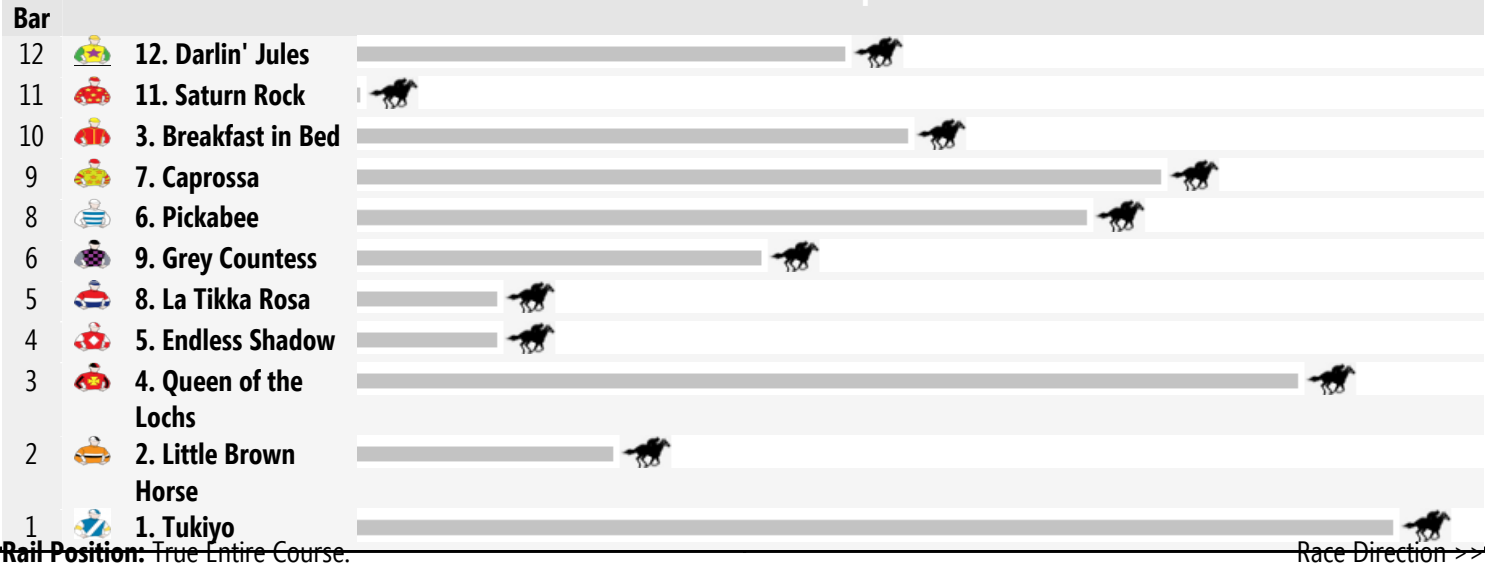 Bar
12 12. Darlin' Jules
11 11. Saturn Rock
10 3. Breakfast in Bed
9 7. Caprossa
8 6. Pickabee
6 9. Grey Countess
5 8. La Tikka Rosa
4 5. Endless Shadow
3 4. Queen of the
Lochs
2 2. Little Brown
Horse
1 1. Tukiyo
Rail Position: True Entire Course. Race Direction >>